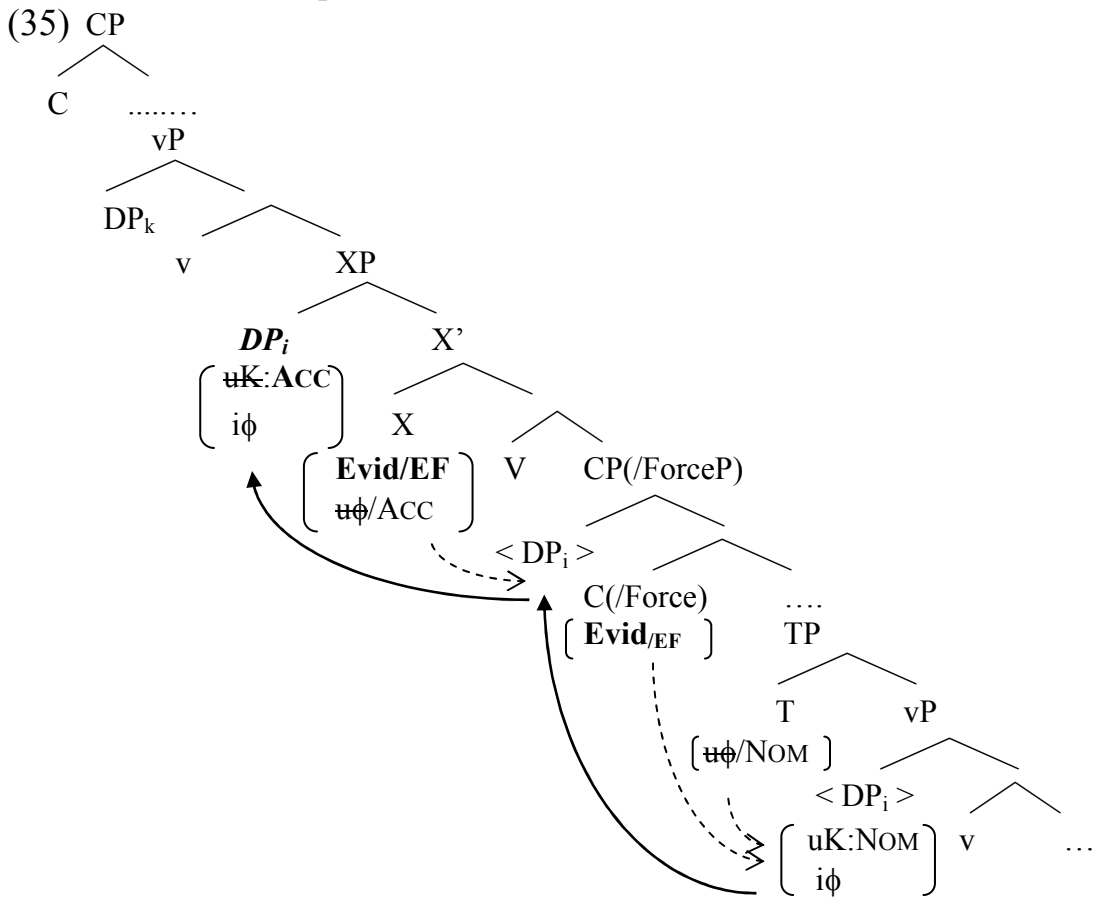 (35) CP
C ........
vP
DPk
v XP
DPi X’
uK:ACC
iϕ X
Evid/EF V CP(/ForceP)
uϕ/ACC
< DPi >
C(/Force) ….
Evid/EF TP
T vP
uϕ/NOM
< DPi >
uK:NOM v …
iϕ